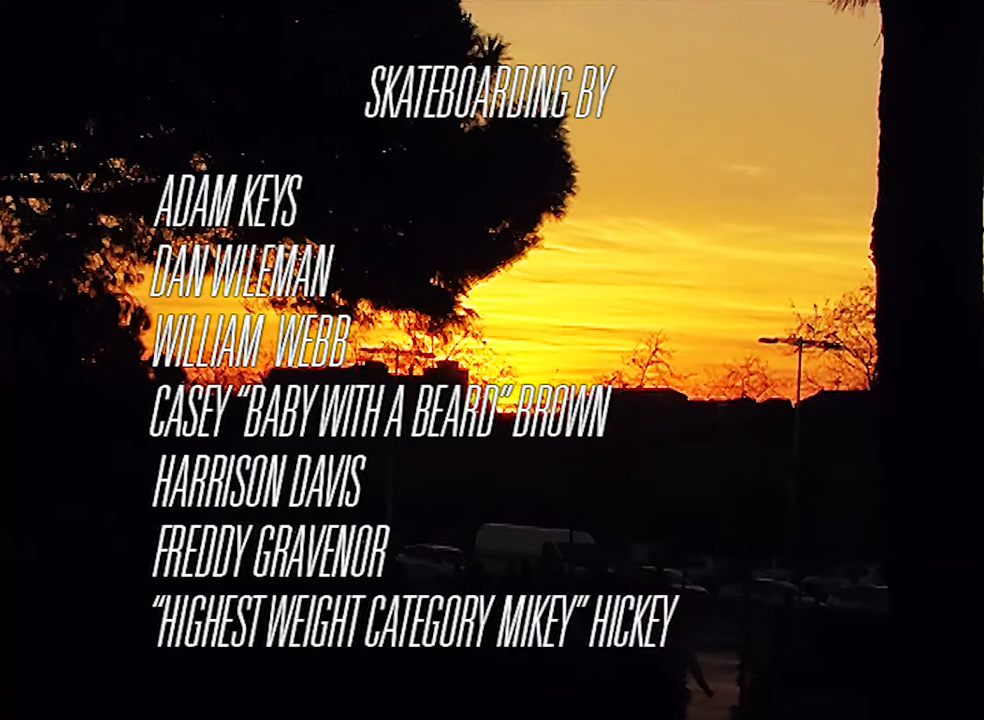 SKATEBOARDING BY
ADAM KEYS
DAN WILEMAN
WILLIAM WEBB
CASEY “BABY WITH A BEARD” BROWN
HARRISON DAVIS
FREDDY GRAVENOR
“HIGHEST WEIGHT CATEGORY MIKEY” HICKEY